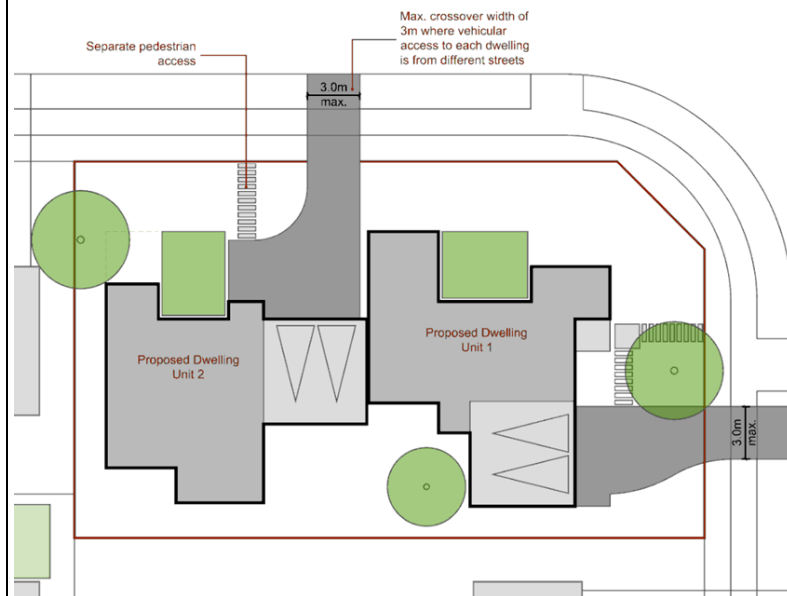 Max. crossover width of
3m where vehicular
access to each dwelling
is from different streets
Separate pedestrian
access
3.0m
max.
Proposed Dwelling
Unit 2
Proposed Dwelling
Unit 1
3.0m
max.